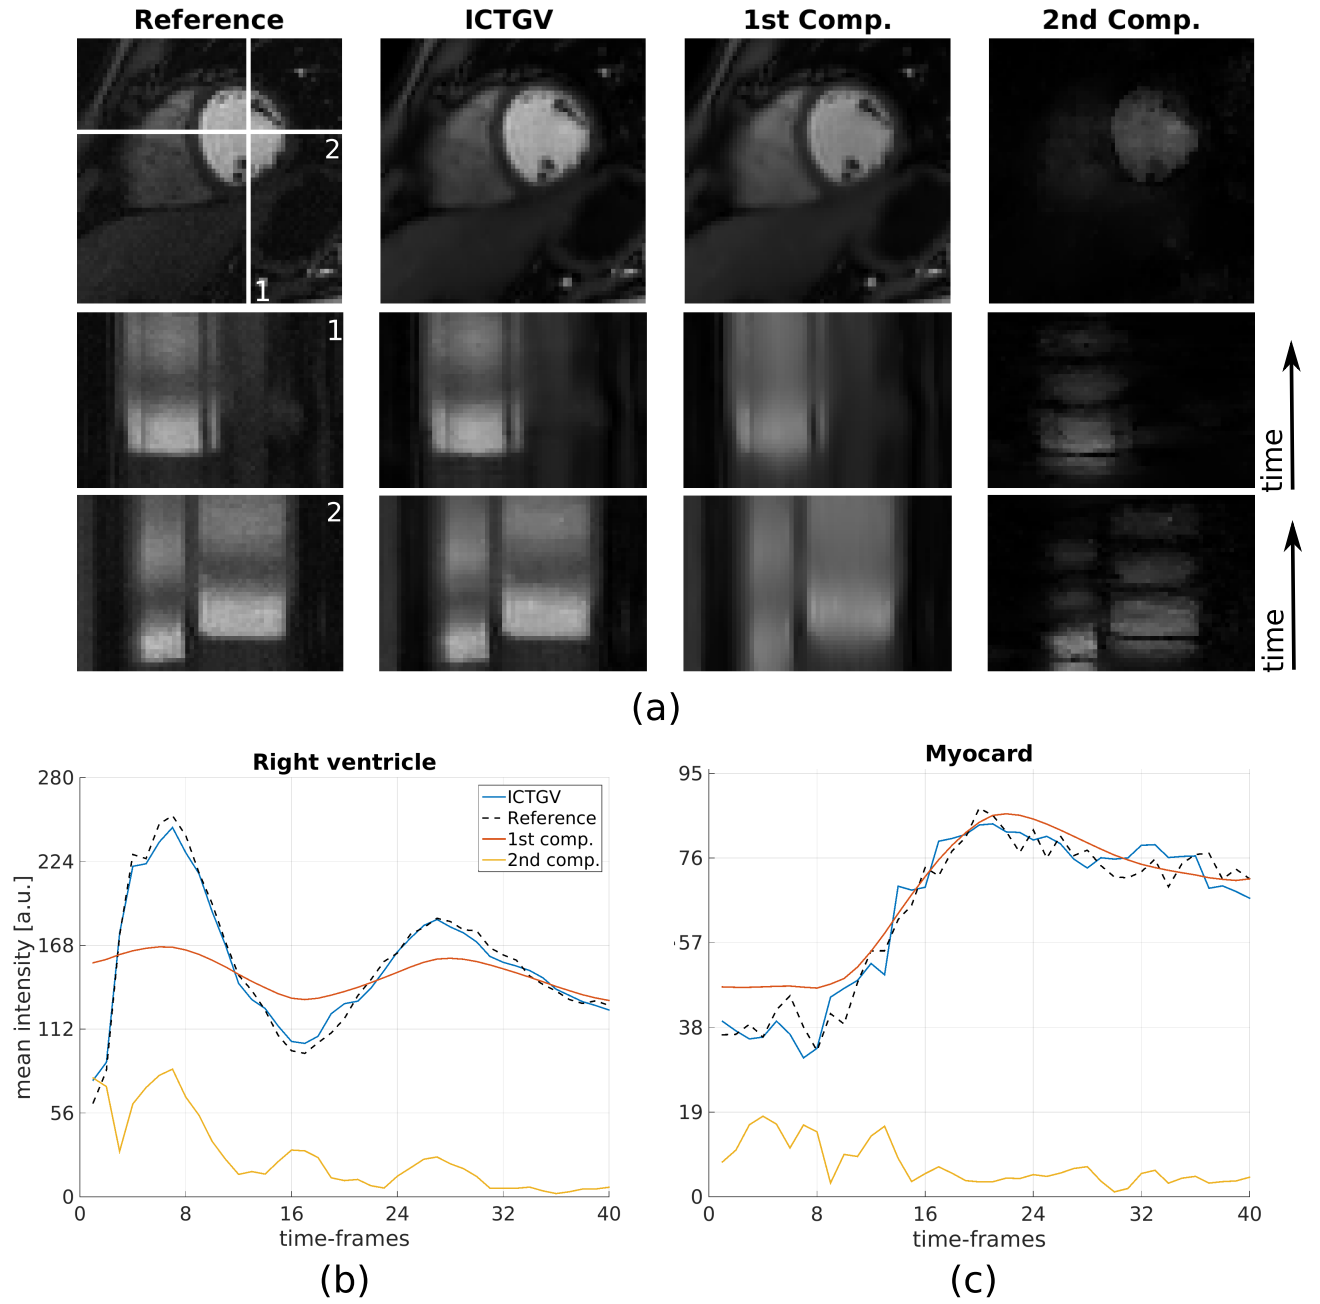 Reference ICTGV 1st Comp. 2nd Comp.
2
1
1
time
2
time
(a)
Right ventricle
280
224
168
112
56
0
0 8 16 24 32 40
mean intensity [a.u.]
time-frames
ICTGV
Reference
1st comp.
2nd comp.
(b)
Myocard
95
76
57
38
19
0
0 8 16 24 32 40
time-frames
(c)